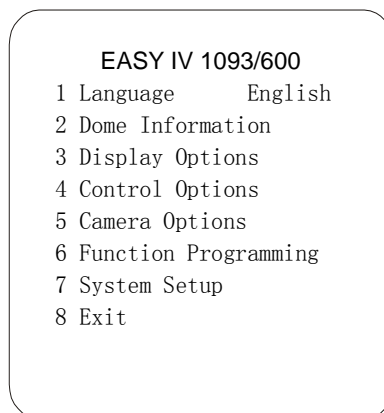 EASY IV 1093/600
1 Language English
2 Dome Information
3 Display Options
4 Control Options
5 Camera Options
6 Function Programming
7 System Setup
8 Exit